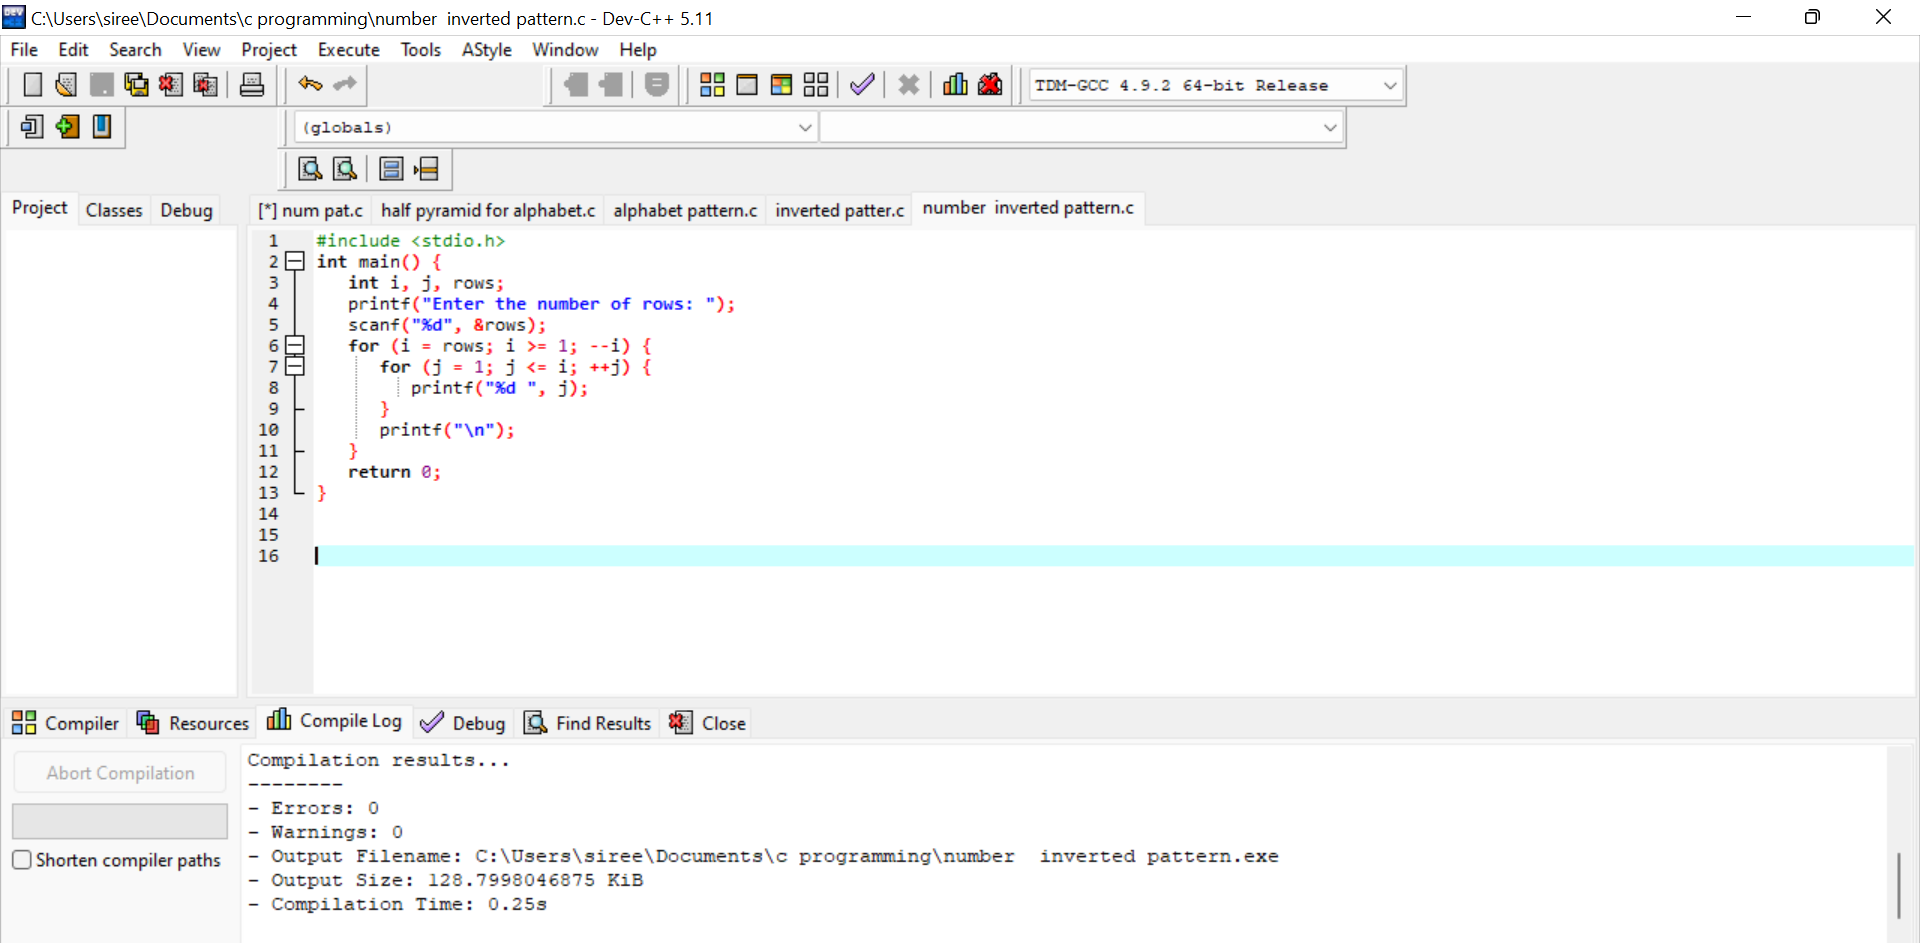 C:\Users\siree\Documents\c programming\number  inverted pattern.c - Dev-C++ 5.11
File Edit Search View Project Execute Tools AStyle Window Help
TDM-GCC 4.9.2 64-bit Release
(globals)
Project Classes Debug
[*] num pat.c half pyramid for alphabet.c alphabet pattern.c inverted patter.c number  inverted pattern.c
1 #include <stdio.h>
2 int main() {
3    int i, j, rows;
4    printf("Enter the number of rows: ");
5    scanf("%d", &rows);
6    for (i = rows; i >= 1; --i) {
7       for (j = 1; j <= i; ++j) {
8          printf("%d ", j);
9       }
10       printf("\n");
11    }
12    return 0;
13 }
14
15
16
Compiler Resources Compile Log Debug Find Results Close
Abort Compilation
Shorten compiler paths
Compilation results...
--------
- Errors: 0
- Warnings: 0
- Output Filename: C:\Users\siree\Documents\c programming\number  inverted pattern.exe
- Output Size: 128.7998046875 KiB
- Compilation Time: 0.25s